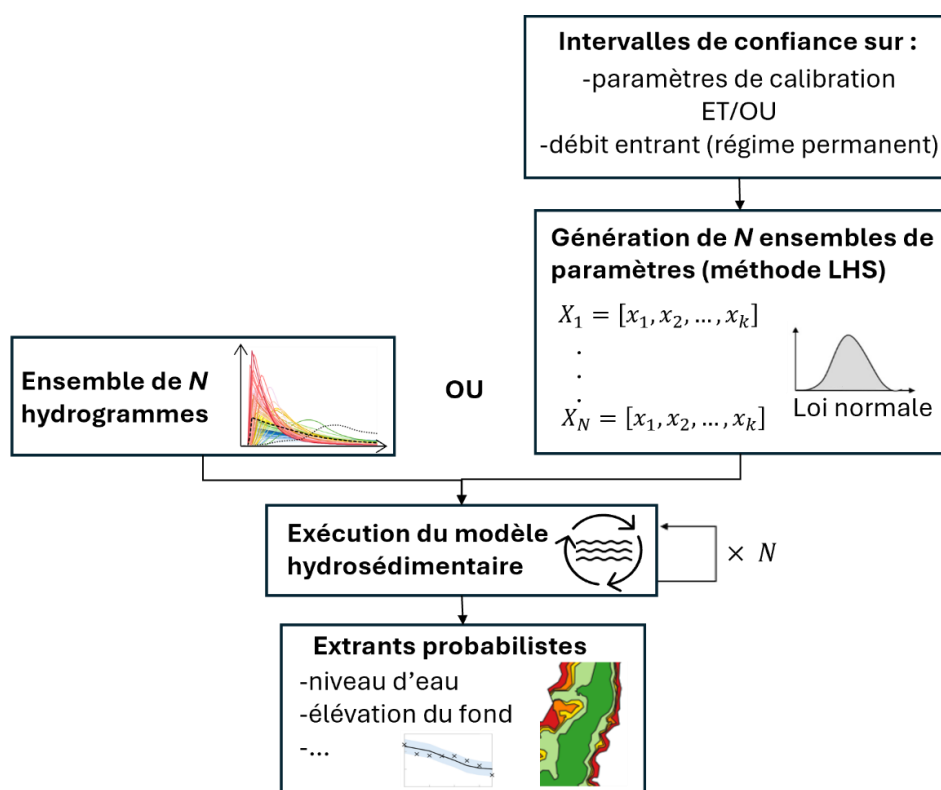 Intervalles de confiance sur :
-paramètres de calibration
ET/OU
-débit entrant (régime permanent)
Génération de N ensembles de
paramètres (méthode LHS)
X₁ = [x₁, x₂, …, xₖ]
.
.
.
X_N = [x₁, x₂, …, xₖ]
Loi normale
Ensemble de N
hydrogrammes
OU
Exécution du modèle
hydrosédimentaire
× N
Extrants probabilistes
-niveau d’eau
-élévation du fond
-...